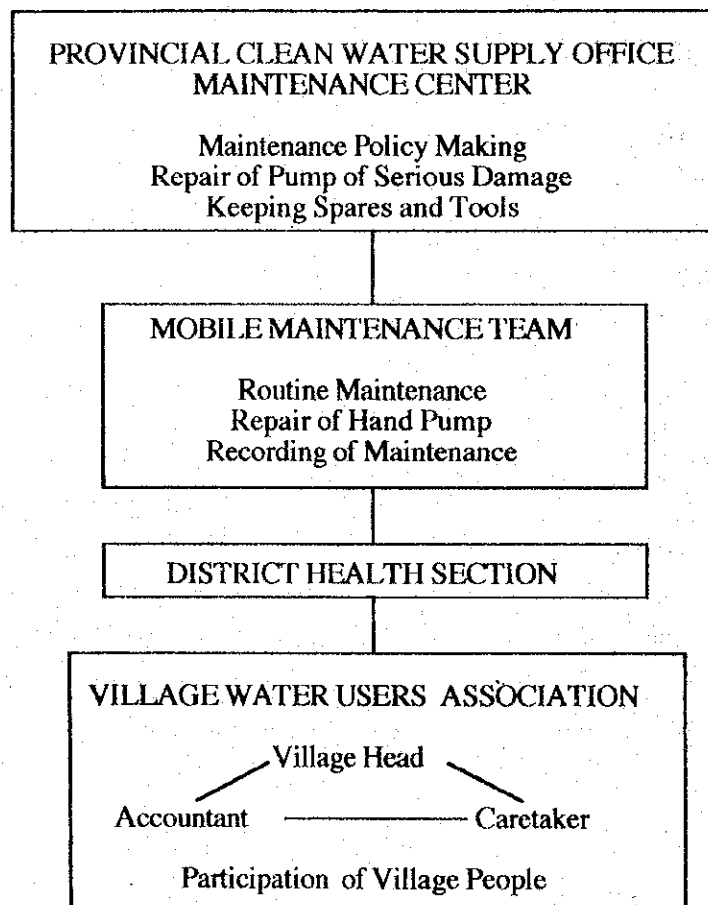 PROVINCIAL CLEAN WATER SUPPLY OFFICE
MAINTENANCE CENTER
Maintenance Policy Making
Repair of Pump of Serious Damage
Keeping Spares and Tools
MOBILE MAINTENANCE TEAM
Routine Maintenance
Repair of Hand Pump
Recording of Maintenance
DISTRICT HEALTH SECTION
VILLAGE WATER USERS ASSOCIATION
Village Head
Accountant Caretaker
Participation of Village People